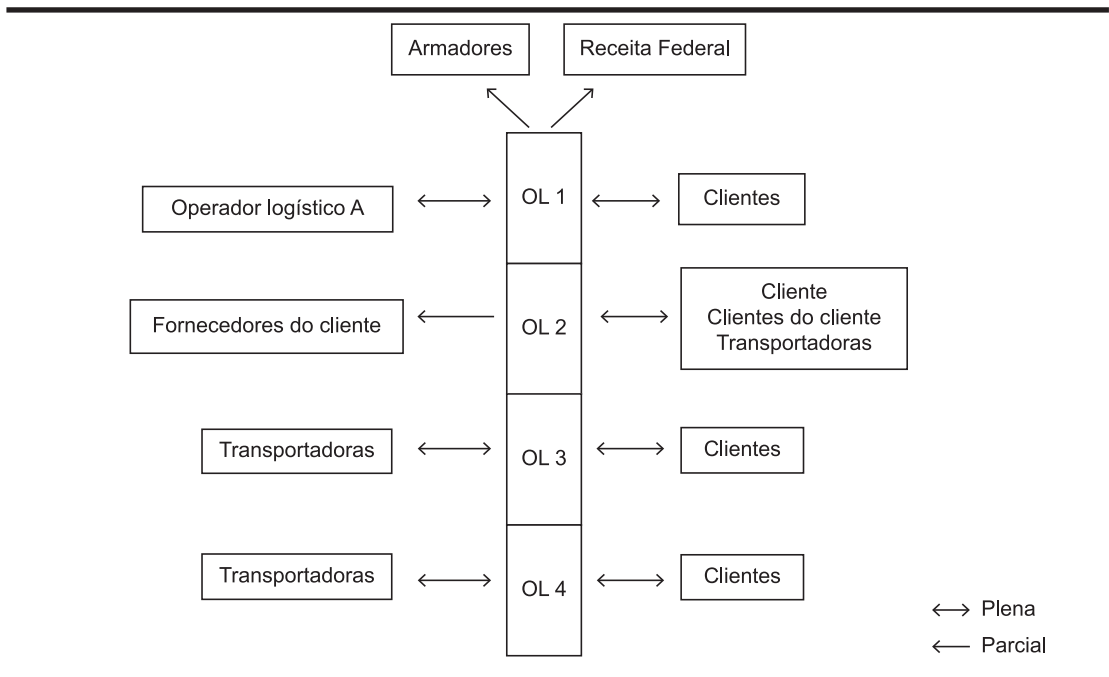 Armadores
Receita Federal
Operador logístico A
OL 1
Clientes
Fornecedores do cliente
OL 2
Cliente
Clientes do cliente
Transportadoras
Transportadoras
OL 3
Clientes
Transportadoras
OL 4
Clientes
Plena
Parcial